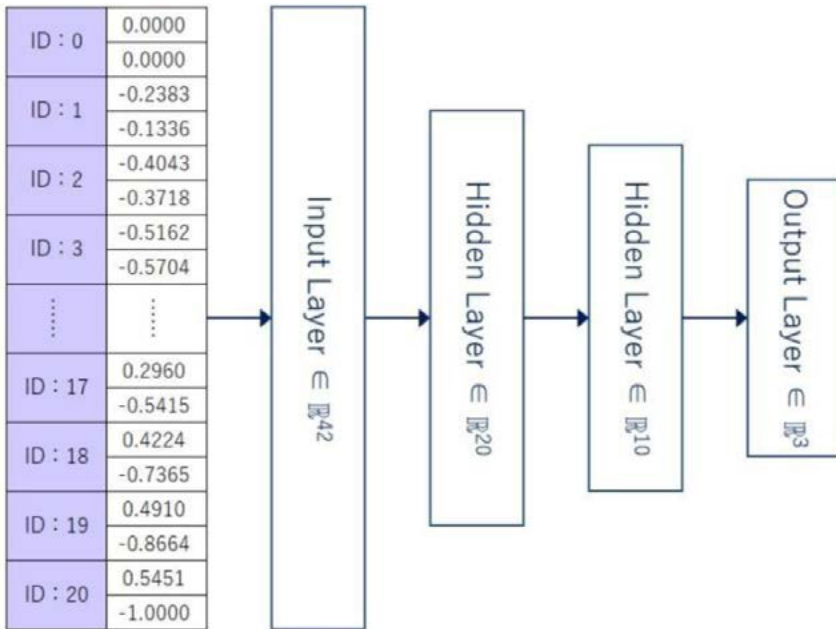 ID：0
0.0000
0.0000
ID：1
-0.2383
-0.1336
ID：2
-0.4043
-0.3718
ID：3
-0.5162
-0.5704
……
……
ID：17
0.2960
-0.5415
ID：18
0.4224
-0.7365
ID：19
0.4910
-0.8664
ID：20
0.5451
-1.0000
Input Layer ∈ ℝ⁴²
Hidden Layer ∈ ℝ²⁰
Hidden Layer ∈ ℝ¹⁰
Output Layer ∈ ℝ³